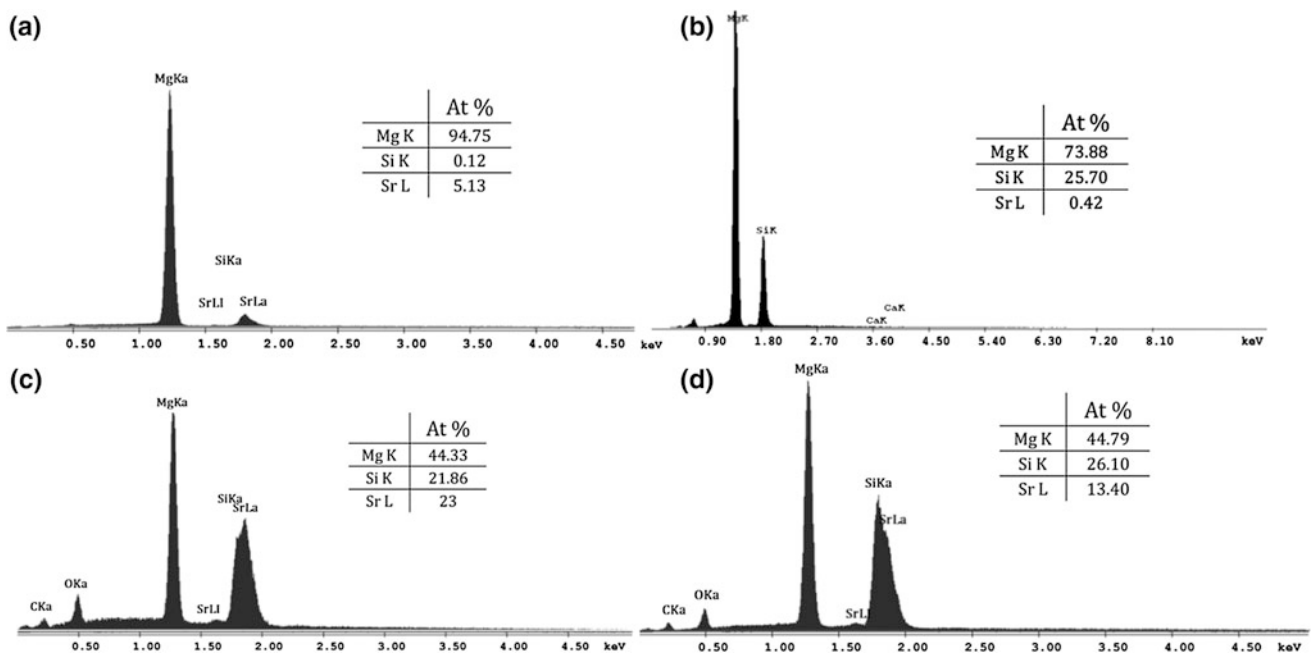 (a)
MgKa
SiKa
SrLl
SrLa
At %
Mg K 94.75
Si K 0.12
Sr L 5.13
0.50 1.00 1.50 2.00 2.50 3.00 3.50 4.00 4.50 keV
(b)
MgK
SiK
CaK
CaK
At %
Mg K 73.88
Si K 25.70
Sr L 0.42
0.90 1.80 2.70 3.60 4.50 5.40 6.30 7.20 8.10 keV
(c)
MgKa
SiKa
SrLa
OKa
CKa
SrLl
At %
Mg K 44.33
Si K 21.86
Sr L 23
0.50 1.00 1.50 2.00 2.50 3.00 3.50 4.00 4.50 keV
(d)
MgKa
SiKa
SrLa
OKa
CKa
SrLl
At %
Mg K 44.79
Si K 26.10
Sr L 13.40
0.50 1.00 1.50 2.00 2.50 3.00 3.50 4.00 4.50 keV